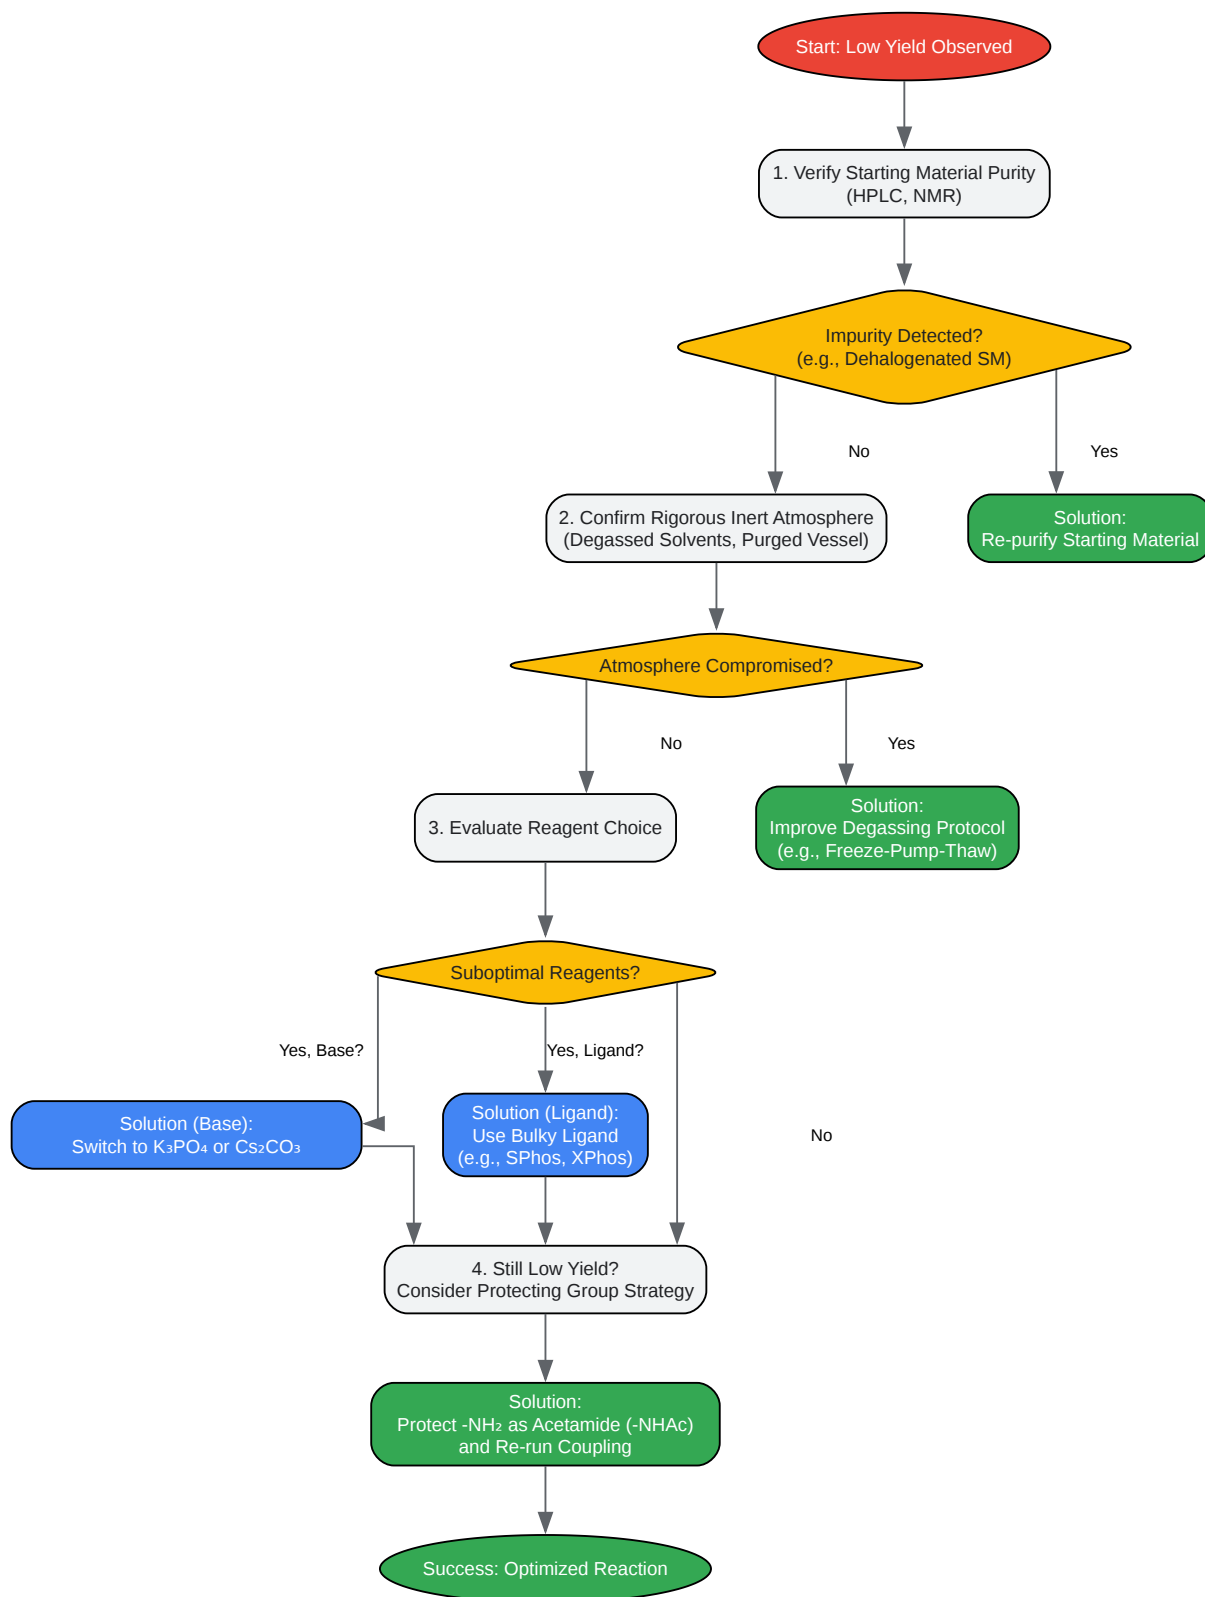 Start: Low Yield Observed
1. Verify Starting Material Purity
(HPLC, NMR)
Impurity Detected?
(e.g., Dehalogenated SM)
No
Yes
2. Confirm Rigorous Inert Atmosphere
(Degassed Solvents, Purged Vessel)
Solution:
Re-purify Starting Material
Atmosphere Compromised?
No
Yes
3. Evaluate Reagent Choice
Solution:
Improve Degassing Protocol
(e.g., Freeze-Pump-Thaw)
Suboptimal Reagents?
Yes, Base?
Yes, Ligand?
No
Solution (Base):
Switch to K₃PO₄ or Cs₂CO₃
Solution (Ligand):
Use Bulky Ligand
(e.g., SPhos, XPhos)
4. Still Low Yield?
Consider Protecting Group Strategy
Solution:
Protect -NH₂ as Acetamide (-NHAc)
and Re-run Coupling
Success: Optimized Reaction